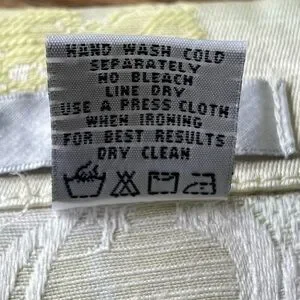 HAND WASH COLD
SEPARATELY
NO BLEACH
LINE DRY
USE A PRESS CLOTH
WHEN IRONING
FOR BEST RESULTS
DRY CLEAN